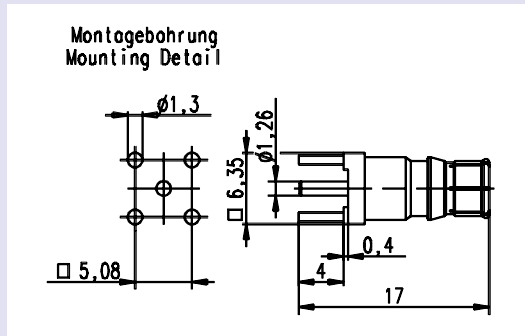 Montagebohrung
Mounting Detail
Ø1,3
Ø1,26
□ 6,35
□ 5,08
0,4
4
17